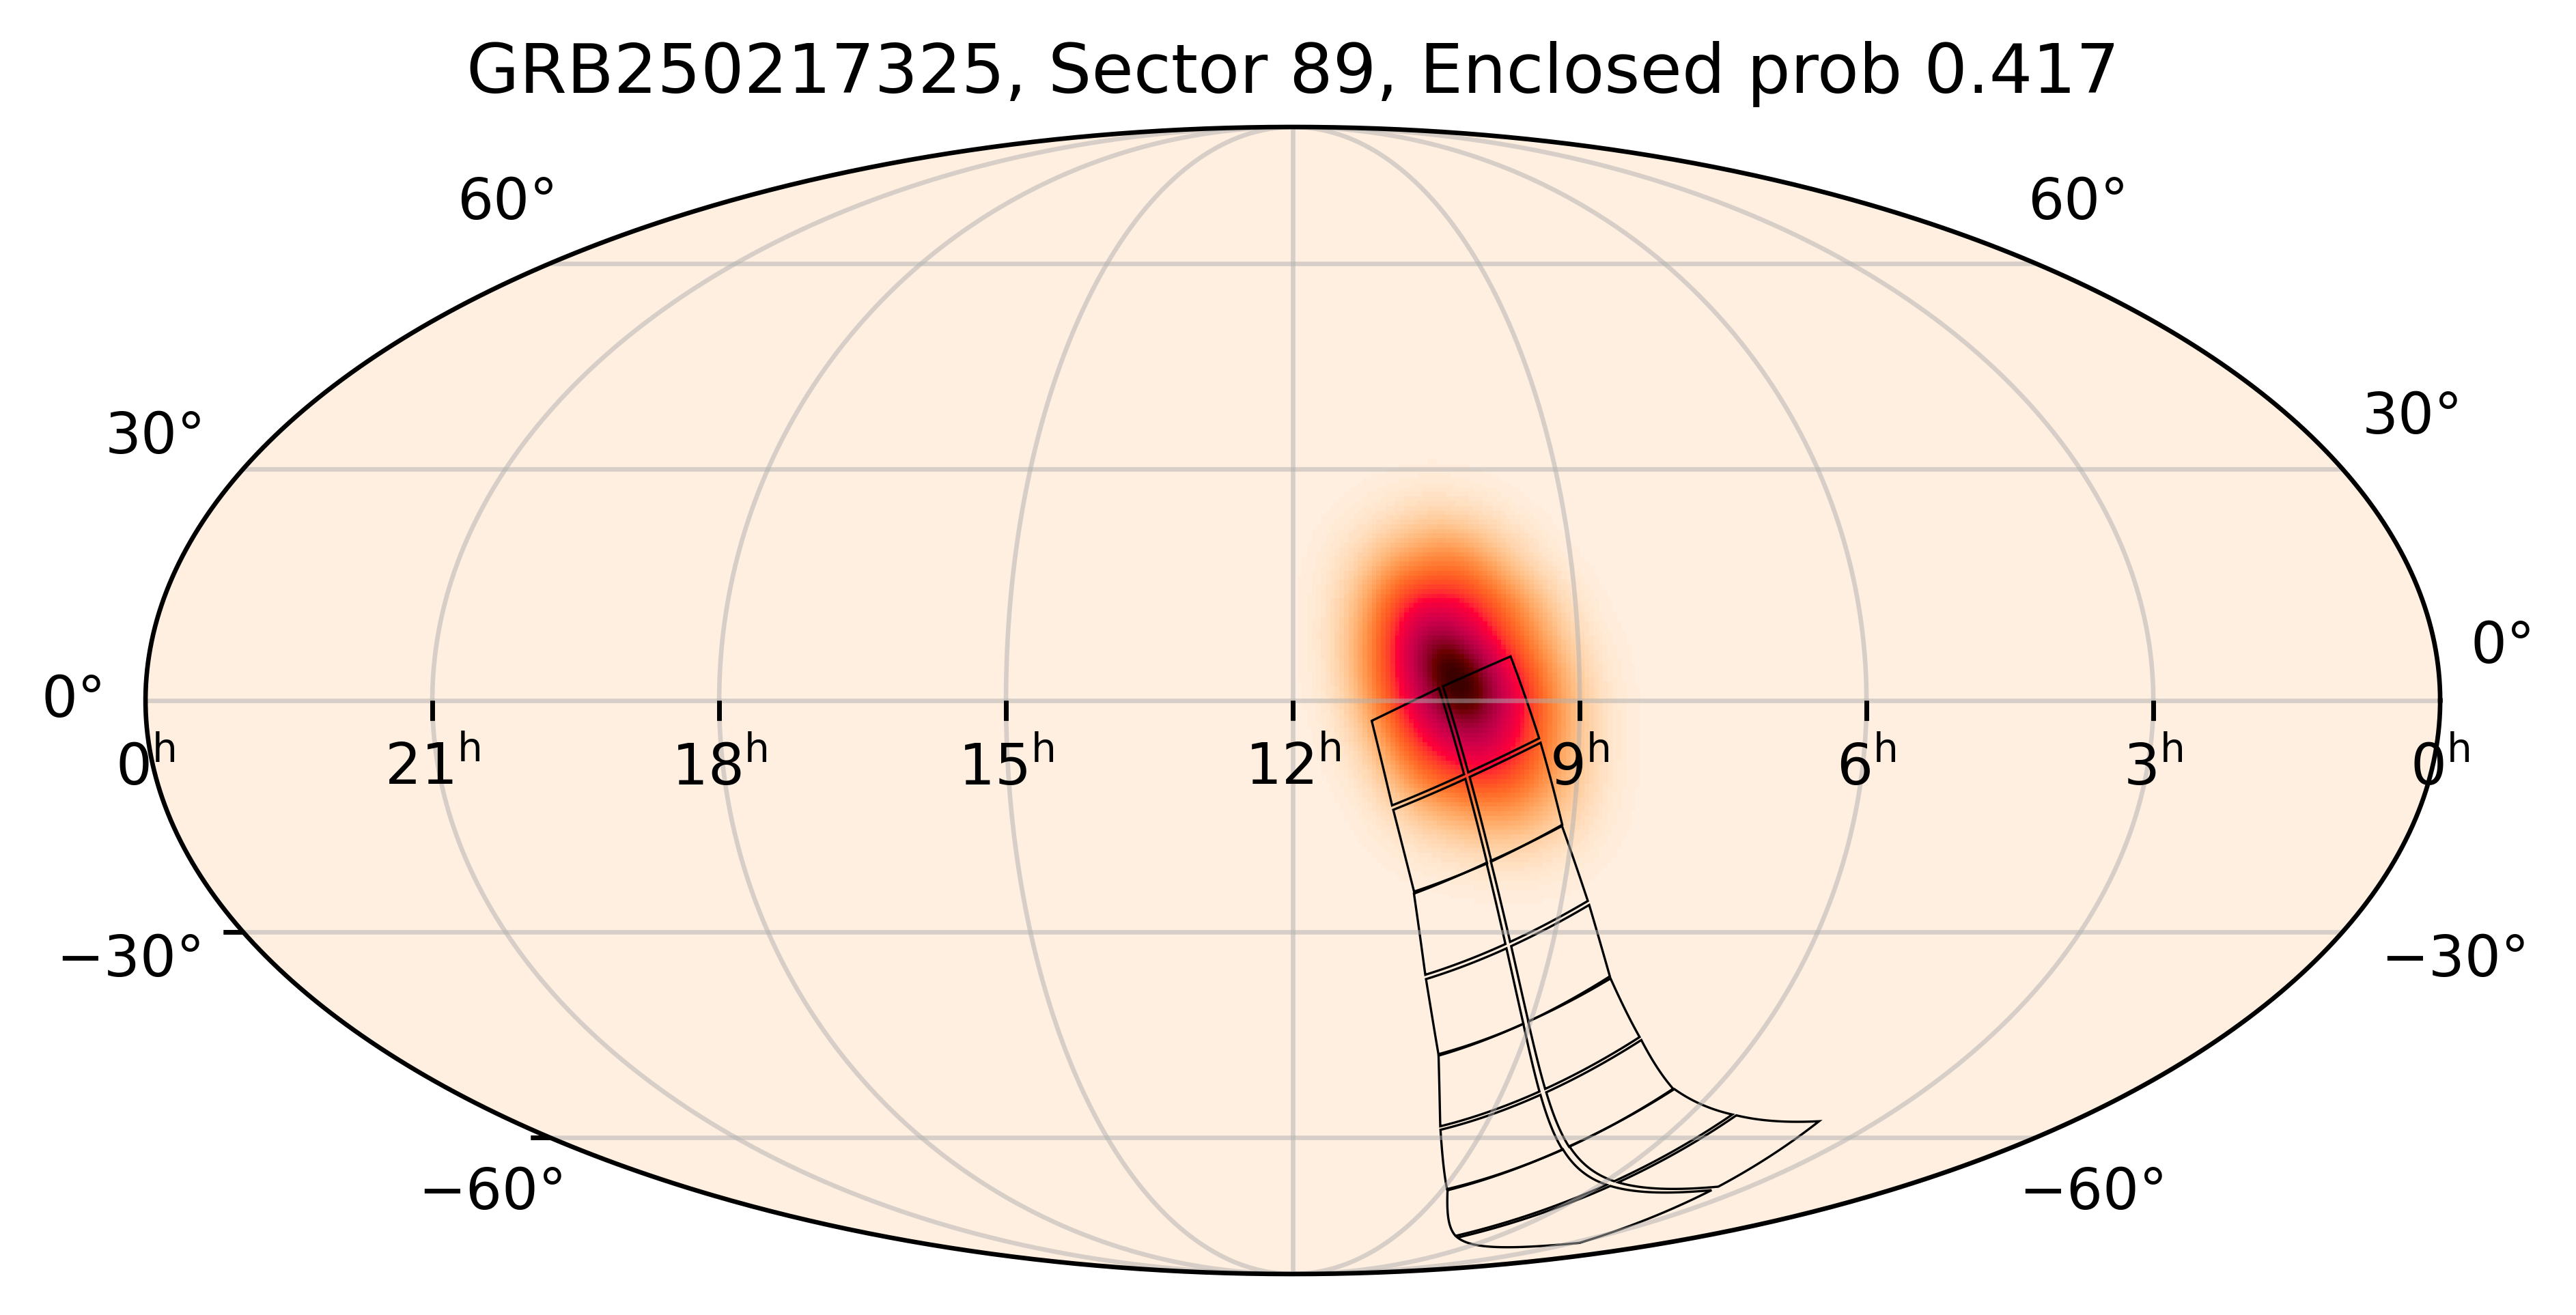 GRB250217325, Sector 89, Enclosed prob 0.417
60° 60°
30° 30°
0° 0°
0h 21h 18h 15h 12h 9h 6h 3h 0h
−30° −30°
−60° −60°